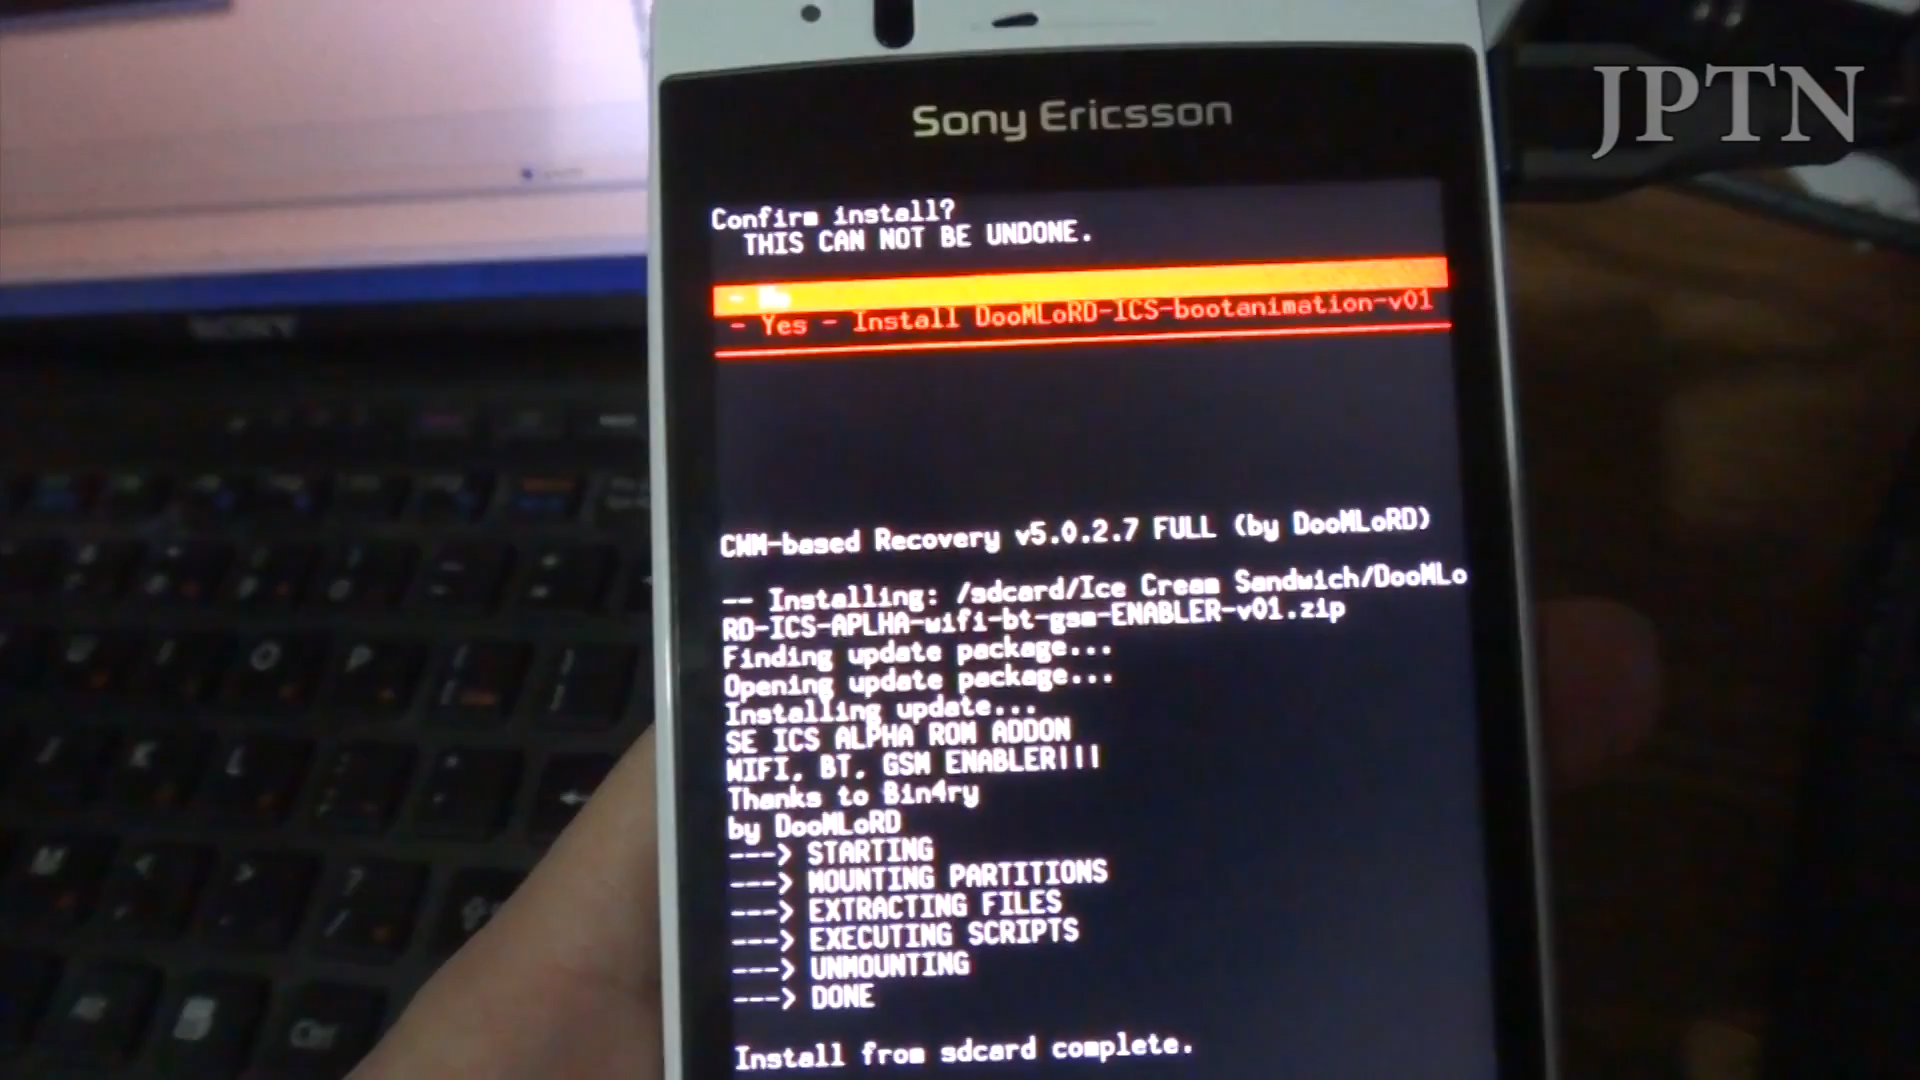 JPTN
Sony Ericsson
Confirm install?
THIS CAN NOT BE UNDONE.
- No
- Yes - Install DooMLoRD-ICS-bootanimation-v01
SONY
CWM-based Recovery v5.0.2.7 FULL (by DooMLoRD)
-- Installing: /sdcard/Ice Cream Sandwich/DooMLo
RD-ICS-APLHA-wifi-bt-gsm-ENABLER-v01.zip
Finding update package...
Opening update package...
Installing update...
SE ICS ALPHA ROM ADDON
WIFI, BT, GSM ENABLER!!!
Thanks to Bin4ry
by DooMLoRD
---> STARTING
---> MOUNTING PARTITIONS
---> EXTRACTING FILES
---> EXECUTING SCRIPTS
---> UNMOUNTING
---> DONE
Install from sdcard complete.
O
P
K
L
M
Ctrl